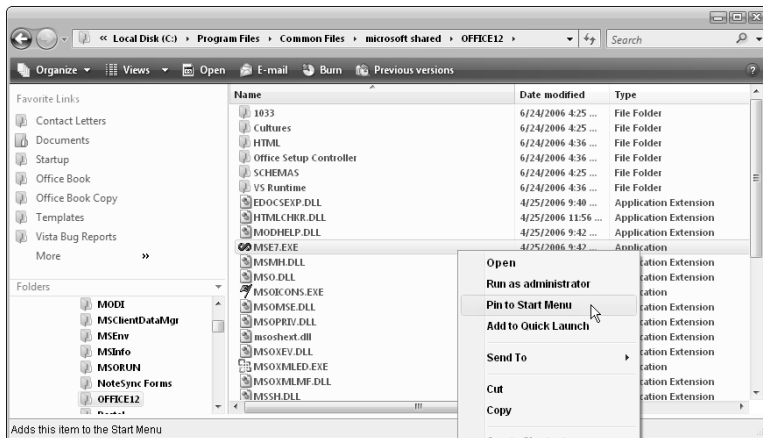 « Local Disk (C:) ▸ Program Files ▸ Common Files ▸ microsoft shared ▸ OFFICE12 ▸
Search
Organize Views Open E-mail Burn Previous versions
Favorite Links
Contact Letters
Documents
Startup
Office Book
Office Book Copy
Templates
Vista Bug Reports
More »
Folders
MODI
MSClientDataMgr
MSEnv
MSInfo
MSORUN
NoteSync Forms
OFFICE12
Name Date modified Type
1033 6/24/2006 4:25 ... File Folder
Cultures 6/24/2006 4:25 ... File Folder
HTML 6/24/2006 4:36 ... File Folder
Office Setup Controller 6/24/2006 4:36 ... File Folder
SCHEMAS 6/24/2006 4:25 ... File Folder
VS Runtime 6/24/2006 4:36 ... File Folder
EDOCSEXP.DLL 4/25/2006 9:40 ... Application Extension
HTMLCHKR.DLL 4/25/2006 11:56 ... Application Extension
MODHELP.DLL 4/25/2006 9:42 ... Application Extension
MSE7.EXE 4/25/2006 9:42 ... Application
MSMH.DLL
MSO.DLL
MSOICONS.EXE
MSOMSE.DLL
MSOPRIV.DLL
msoshext.dll
MSOXEV.DLL
MSOXMLED.EXE
MSOXMLMF.DLL
MSSH.DLL
Open
Run as administrator
Pin to Start Menu
Add to Quick Launch
Send To
Cut
Copy
Adds this item to the Start Menu